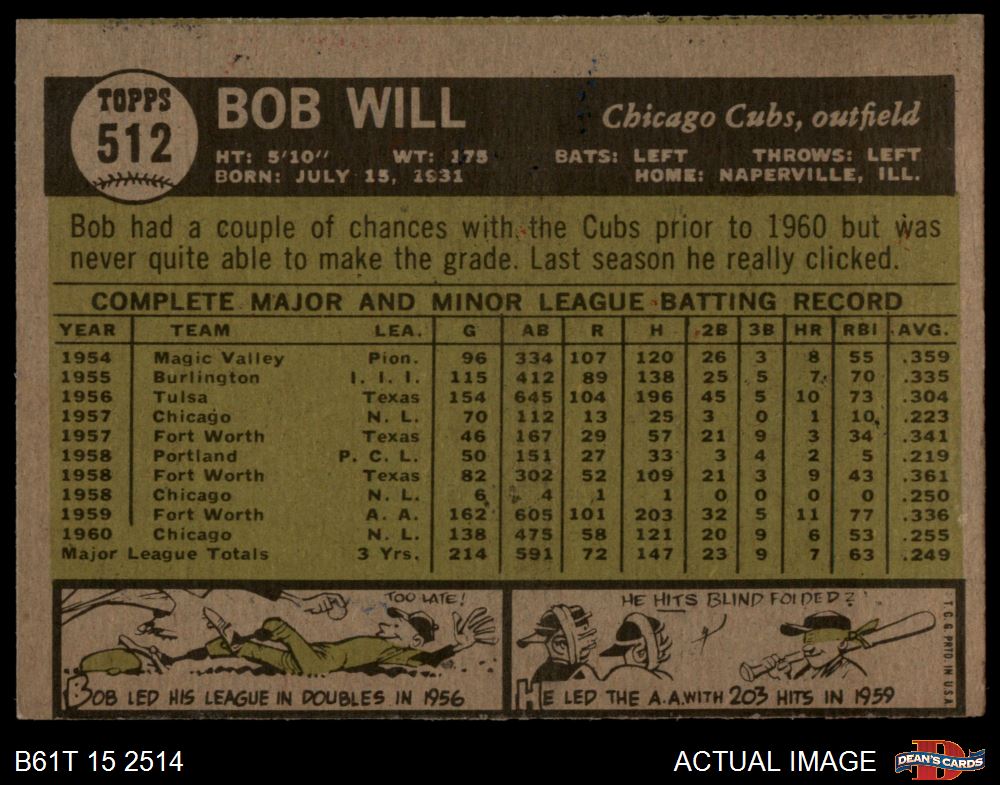 TOPPS
512
BOB WILL
Chicago Cubs, outfield
HT: 5'10" WT: 175 BATS: LEFT THROWS: LEFT
BORN: JULY 15, 1931 HOME: NAPERVILLE, ILL.
Bob had a couple of chances with the Cubs prior to 1960 but was
never quite able to make the grade. Last season he really clicked.
COMPLETE MAJOR AND MINOR LEAGUE BATTING RECORD
YEAR TEAM LEA. G AB R H 2B 3B HR RBI AVG.
1954 Magic Valley Pion. 96 334 107 120 26 3 8 55 .359
1955 Burlington I. I. I. 115 412 89 138 25 5 7 70 .335
1956 Tulsa Texas 154 645 104 196 45 5 10 73 .304
1957 Chicago N. L. 70 112 13 25 3 0 1 10 .223
1957 Fort Worth Texas 46 167 29 57 21 9 3 34 .341
1958 Portland P. C. L. 50 151 27 33 3 4 2 5 .219
1958 Fort Worth Texas 82 302 52 109 21 3 9 43 .361
1958 Chicago N. L. 6 4 1 1 0 0 0 0 .250
1959 Fort Worth A. A. 162 605 101 203 32 5 11 77 .336
1960 Chicago N. L. 138 475 58 121 20 9 6 53 .255
Major League Totals 3 Yrs. 214 591 72 147 23 9 7 63 .249
TOO LATE!
BOB LED HIS LEAGUE IN DOUBLES IN 1956
HE HITS BLIND FOLDED?
HE LED THE A.A. WITH 203 HITS IN 1959
T.C.G. PRTD. IN U.S.A.
B61T 15 2514
ACTUAL IMAGE
DEAN'S CARDS